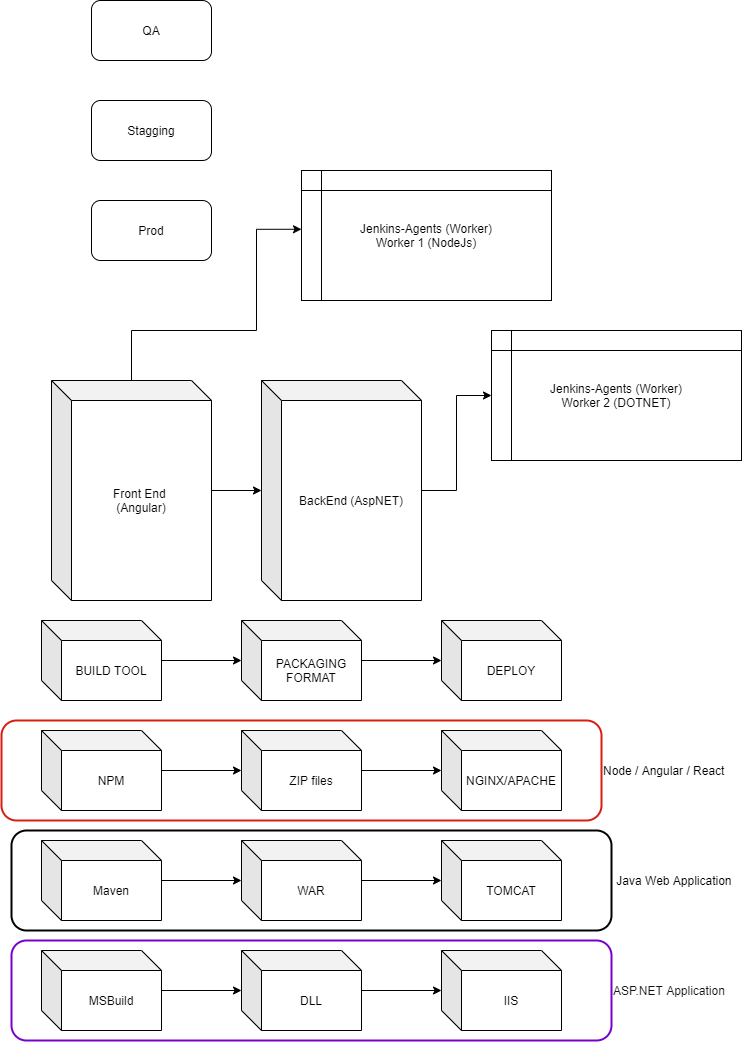 QA
Stagging
Prod
Jenkins-Agents (Worker)
Worker 1 (NodeJs)
Jenkins-Agents (Worker)
Worker 2 (DOTNET)
Front End
(Angular)
BackEnd (AspNET)
BUILD TOOL
PACKAGING
FORMAT
DEPLOY
NPM
ZIP files
NGINX/APACHE
Node / Angular / React
Maven
WAR
TOMCAT
Java Web Application
MSBuild
DLL
IIS
ASP.NET Application